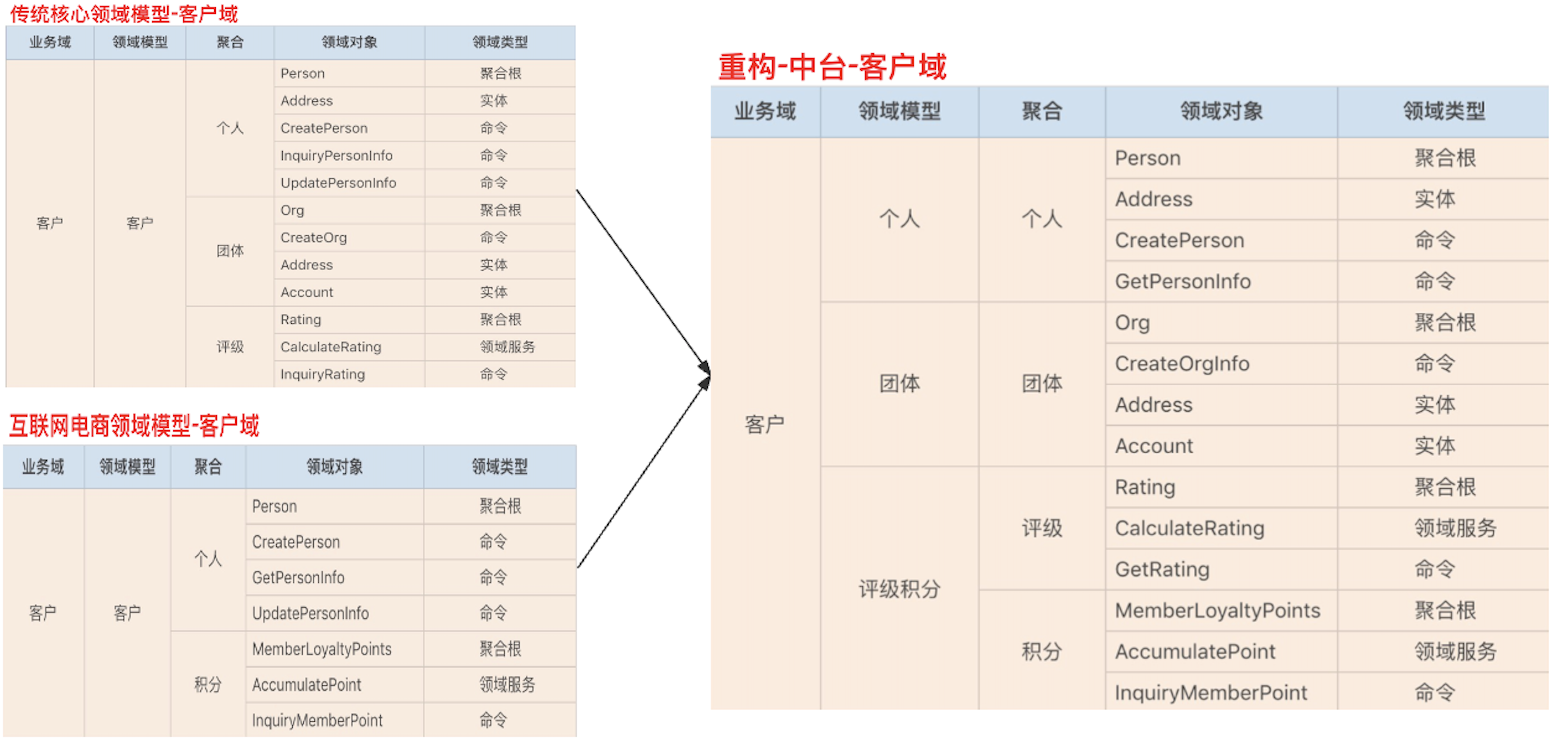 传统核心领域模型-客户域
业务域 领域模型 聚合 领域对象 领域类型
客户 客户 个人 Person 聚合根
Address 实体
CreatePerson 命令
InquiryPersonInfo 命令
UpdatePersonInfo 命令
团体 Org 聚合根
CreateOrg 命令
Address 实体
Account 实体
评级 Rating 聚合根
CalculateRating 领域服务
InquiryRating 命令
互联网电商领域模型-客户域
业务域 领域模型 聚合 领域对象 领域类型
客户 客户 个人 Person 聚合根
CreatePerson 命令
GetPersonInfo 命令
UpdatePersonInfo 命令
积分 MemberLoyaltyPoints 聚合根
AccumulatePoint 领域服务
InquiryMemberPoint 命令
重构-中台-客户域
业务域 领域模型 聚合 领域对象 领域类型
客户 个人 个人 Person 聚合根
Address 实体
CreatePerson 命令
GetPersonInfo 命令
团体 团体 Org 聚合根
CreateOrgInfo 命令
Address 实体
Account 实体
评级积分 评级 Rating 聚合根
CalculateRating 领域服务
GetRating 命令
积分 MemberLoyaltyPoints 聚合根
AccumulatePoint 领域服务
InquiryMemberPoint 命令